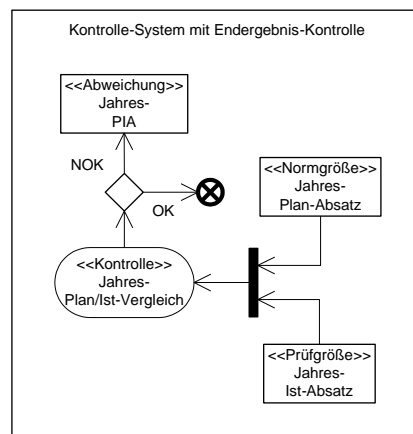 Kontrolle-System mit Endergebnis-Kontrolle
<<Abweichung>>
Jahres-
PIA
NOK
OK
<<Normgröße>>
Jahres-
Plan-Absatz
<<Kontrolle>>
Jahres-
Plan/Ist-Vergleich
<<Prüfgröße>>
Jahres-
Ist-Absatz